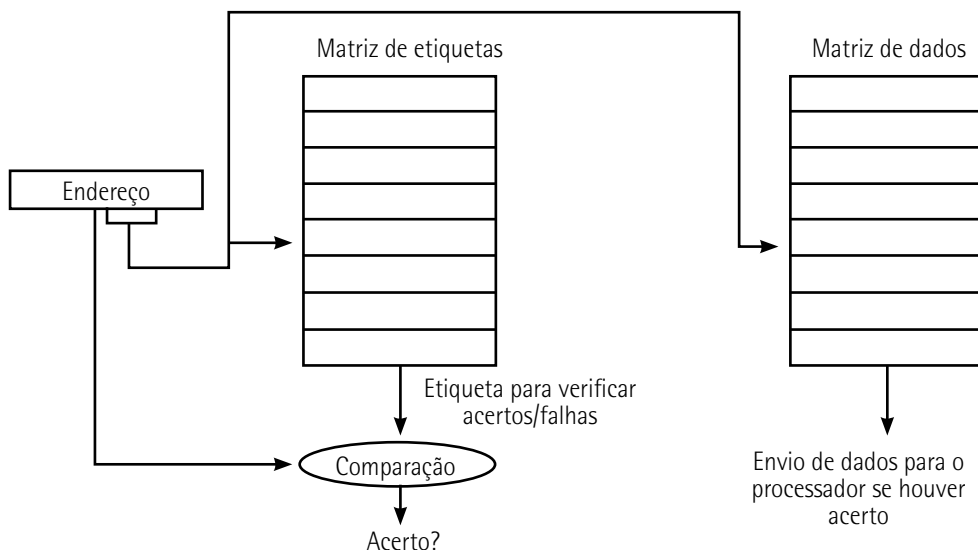 Matriz de etiquetas
Matriz de dados
Endereço
Etiqueta para verificar
acertos/falhas
Comparação
Envio de dados para o
processador se houver
acerto
Acerto?